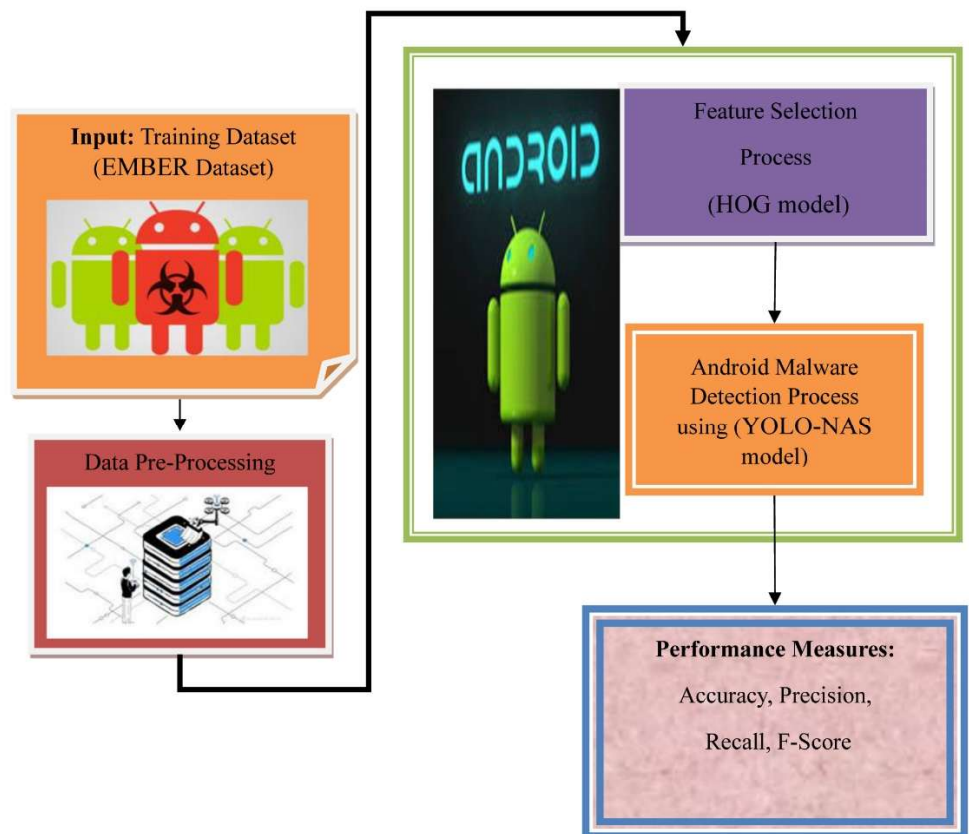 Input: Training Dataset
(EMBER Dataset)
Data Pre-Processing
ANDROID
Feature Selection
Process
(HOG model)
Android Malware
Detection Process
using (YOLO-NAS
model)
Performance Measures:
Accuracy, Precision,
Recall, F-Score